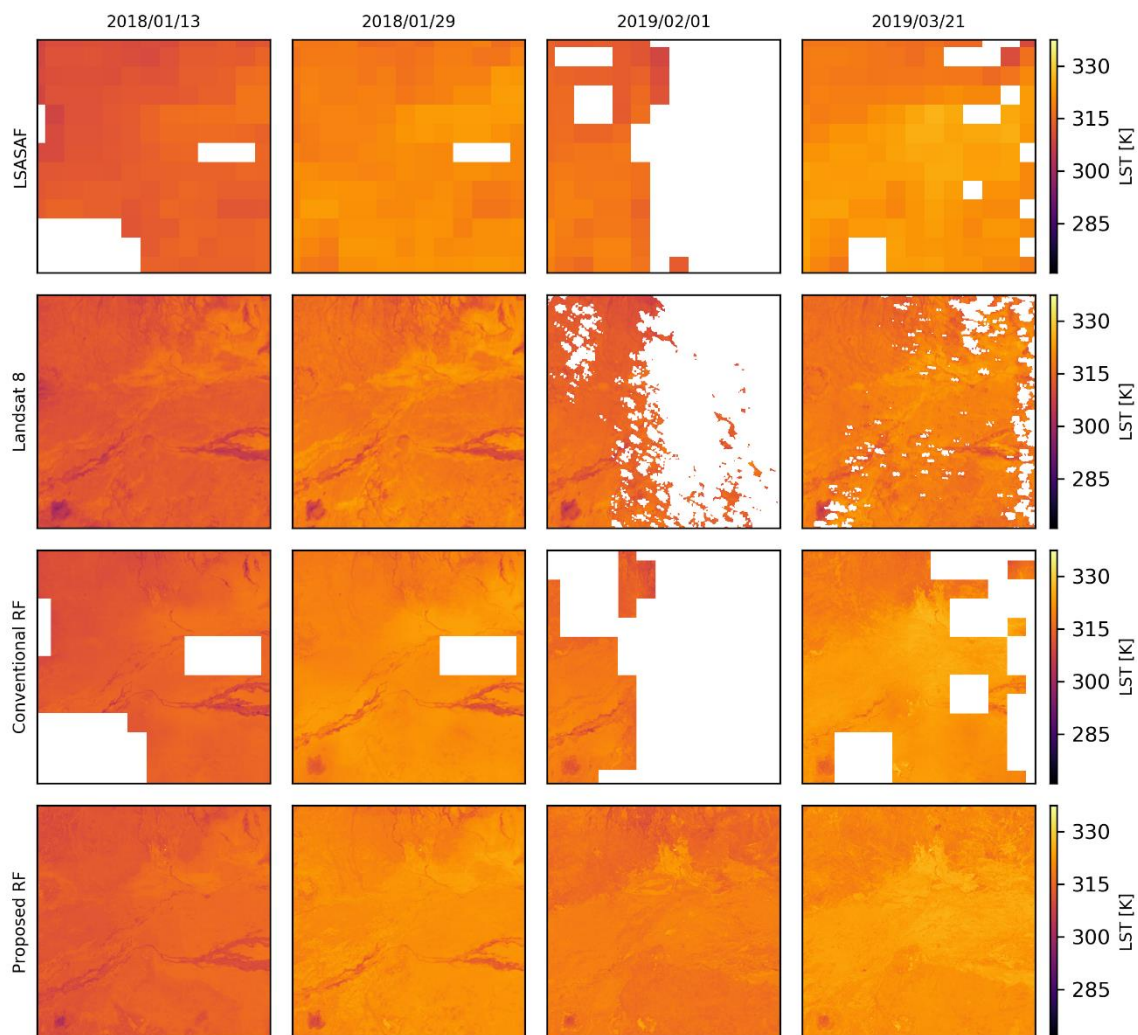 2018/01/13 2018/01/29 2019/02/01 2019/03/21
LSASAF
330
315
300
285
LST [K]
Landsat 8
330
315
300
285
LST [K]
Conventional RF
330
315
300
285
LST [K]
Proposed RF
330
315
300
285
LST [K]